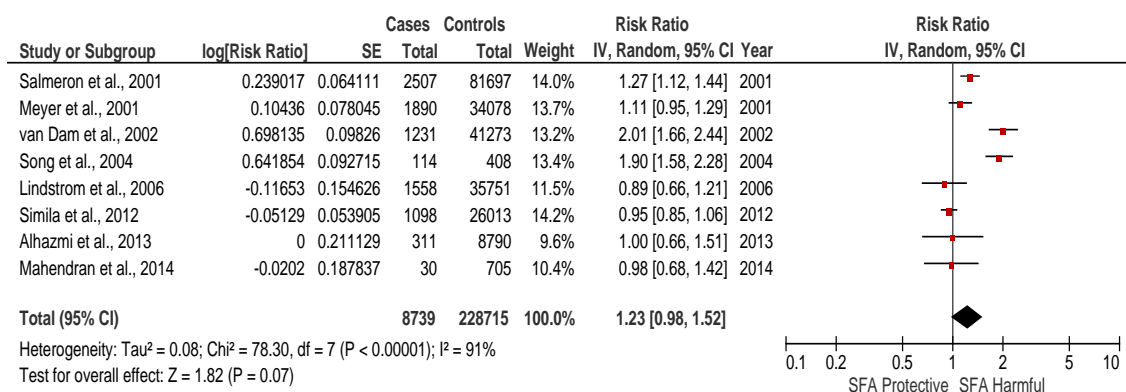 Cases Controls Risk Ratio Risk Ratio
Study or Subgroup log[Risk Ratio] SE Total Total Weight IV, Random, 95% CI Year IV, Random, 95% CI
Salmeron et al., 2001 0.239017 0.064111 2507 81697 14.0% 1.27 [1.12, 1.44] 2001
Meyer et al., 2001 0.10436 0.078045 1890 34078 13.7% 1.11 [0.95, 1.29] 2001
van Dam et al., 2002 0.698135 0.09826 1231 41273 13.2% 2.01 [1.66, 2.44] 2002
Song et al., 2004 0.641854 0.092715 114 408 13.4% 1.90 [1.58, 2.28] 2004
Lindstrom et al., 2006 -0.11653 0.154626 1558 35751 11.5% 0.89 [0.66, 1.21] 2006
Simila et al., 2012 -0.05129 0.053905 1098 26013 14.2% 0.95 [0.85, 1.06] 2012
Alhazmi et al., 2013 0 0.211129 311 8790 9.6% 1.00 [0.66, 1.51] 2013
Mahendran et al., 2014 -0.0202 0.187837 30 705 10.4% 0.98 [0.68, 1.42] 2014
Total (95% CI) 8739 228715 100.0% 1.23 [0.98, 1.52]
Heterogeneity: Tau² = 0.08; Chi² = 78.30, df = 7 (P < 0.00001); I² = 91%
Test for overall effect: Z = 1.82 (P = 0.07)
0.1 0.2 0.5 1 2 5 10
SFA Protective SFA Harmful